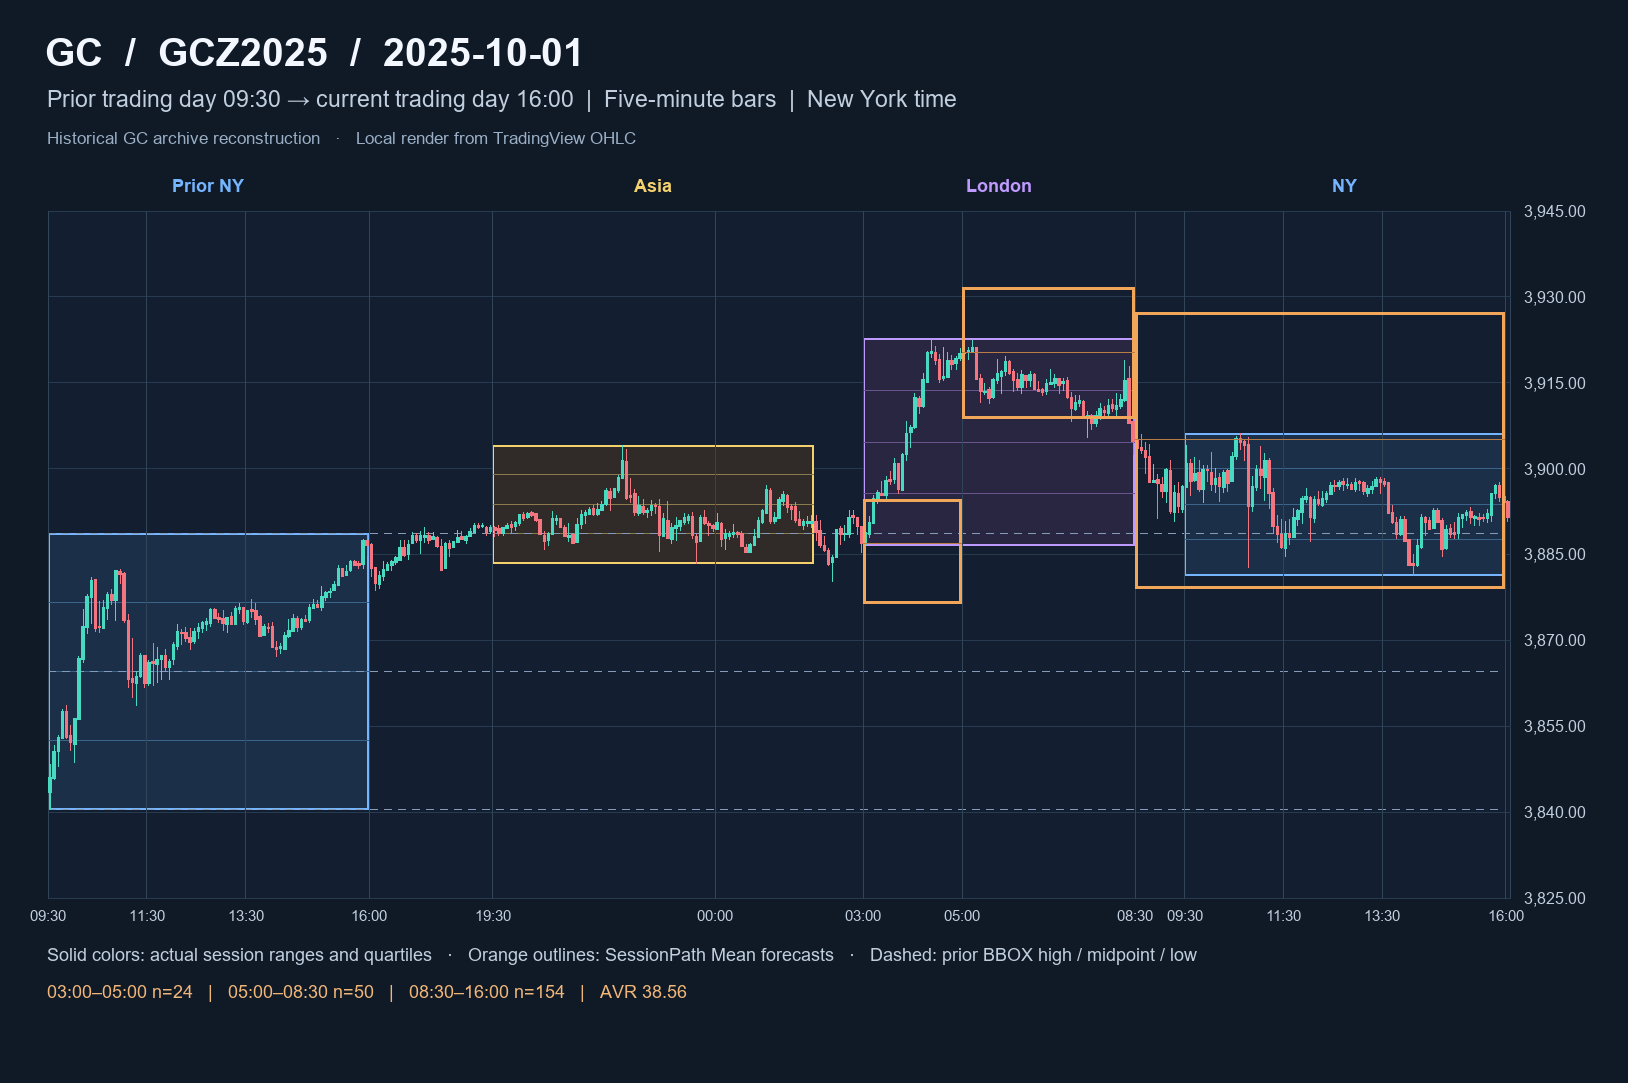 GC / GCZ2025 / 2025-10-01
Prior trading day 09:30 → current trading day 16:00 | Five-minute bars | New York time
Historical GC archive reconstruction · Local render from TradingView OHLC
Prior NY Asia London NY
3,945.00
3,930.00
3,915.00
3,900.00
3,885.00
3,870.00
3,855.00
3,840.00
3,825.00
09:30 11:30 13:30 16:00 19:30 00:00 03:00 05:00 08:30 09:30 11:30 13:30 16:00
Solid colors: actual session ranges and quartiles · Orange outlines: SessionPath Mean forecasts · Dashed: prior BBOX high / midpoint / low
03:00–05:00 n=24 | 05:00–08:30 n=50 | 08:30–16:00 n=154 | AVR 38.56